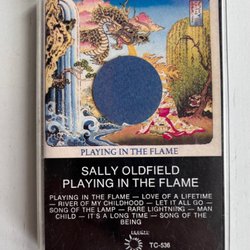 PLAYING IN THE FLAME
SALLY OLDFIELD
PLAYING IN THE FLAME
PLAYING IN THE FLAME — LOVE OF A LIFETIME
— RIVER OF MY CHILDHOOD — LET IT ALL GO —
SONG OF THE LAMP — RARE LIGHTNING — MAN
CHILD — IT'S A LONG TIME — SONG OF THE
BEING
TC-536